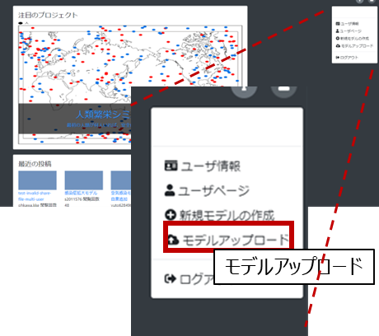 注目のプロジェクト
人類繁栄シミ
最近の投稿
ユーザ情報
ユーザページ
新規モデルの作成
モデルアップロード
ログアウト
ユーザ情報
ユーザページ
新規モデルの作成
モデルアップロード
ログア
モデルアップロード